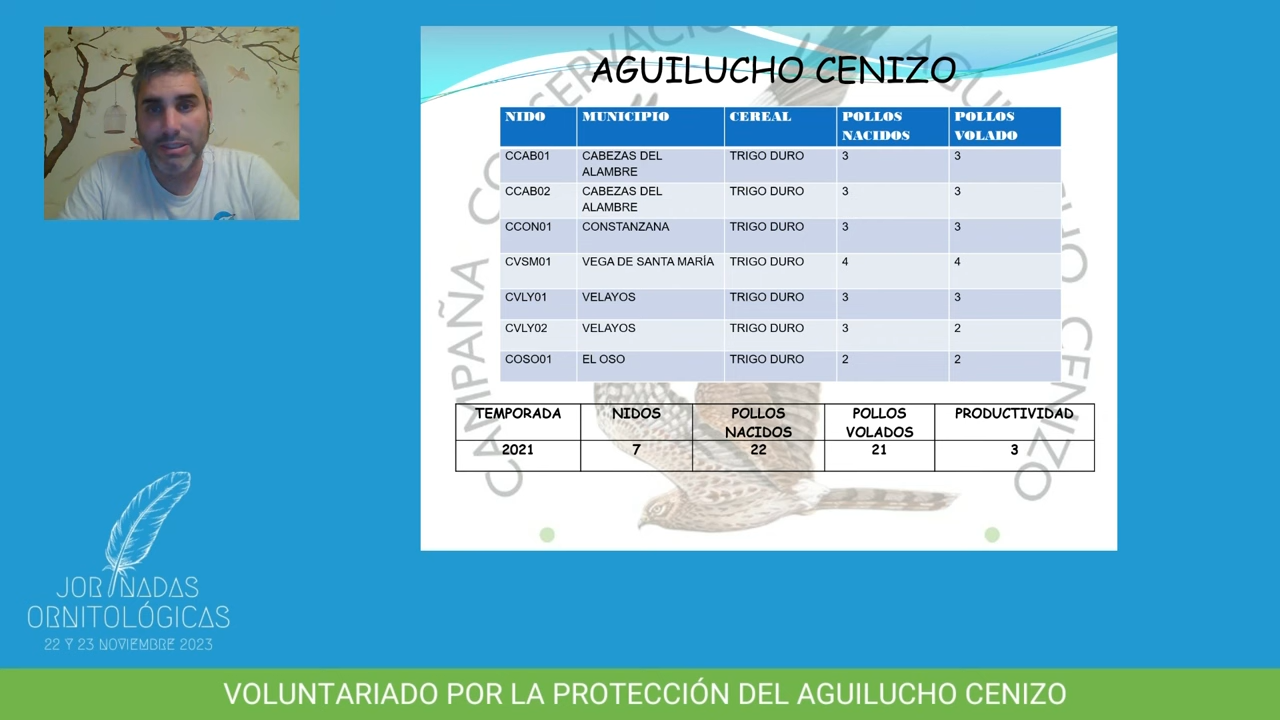 AGUILUCHO CENIZO
NIDO MUNICIPIO CEREAL POLLOS NACIDOS POLLOS VOLADO
CCAB01 CABEZAS DEL ALAMBRE TRIGO DURO 3 3
CCAB02 CABEZAS DEL ALAMBRE TRIGO DURO 3 3
CCON01 CONSTANZANA TRIGO DURO 3 3
CVSM01 VEGA DE SANTA MARÍA TRIGO DURO 4 4
CVLY01 VELAYOS TRIGO DURO 3 3
CVLY02 VELAYOS TRIGO DURO 3 2
COSO01 EL OSO TRIGO DURO 2 2
TEMPORADA NIDOS POLLOS NACIDOS POLLOS VOLADOS PRODUCTIVIDAD
2021 7 22 21 3
CAMPAÑA
CENIZO
JORNADAS
ORNITOLÓGICAS
22 Y 23 NOVIEMBRE 2023
VOLUNTARIADO POR LA PROTECCIÓN DEL AGUILUCHO CENIZO